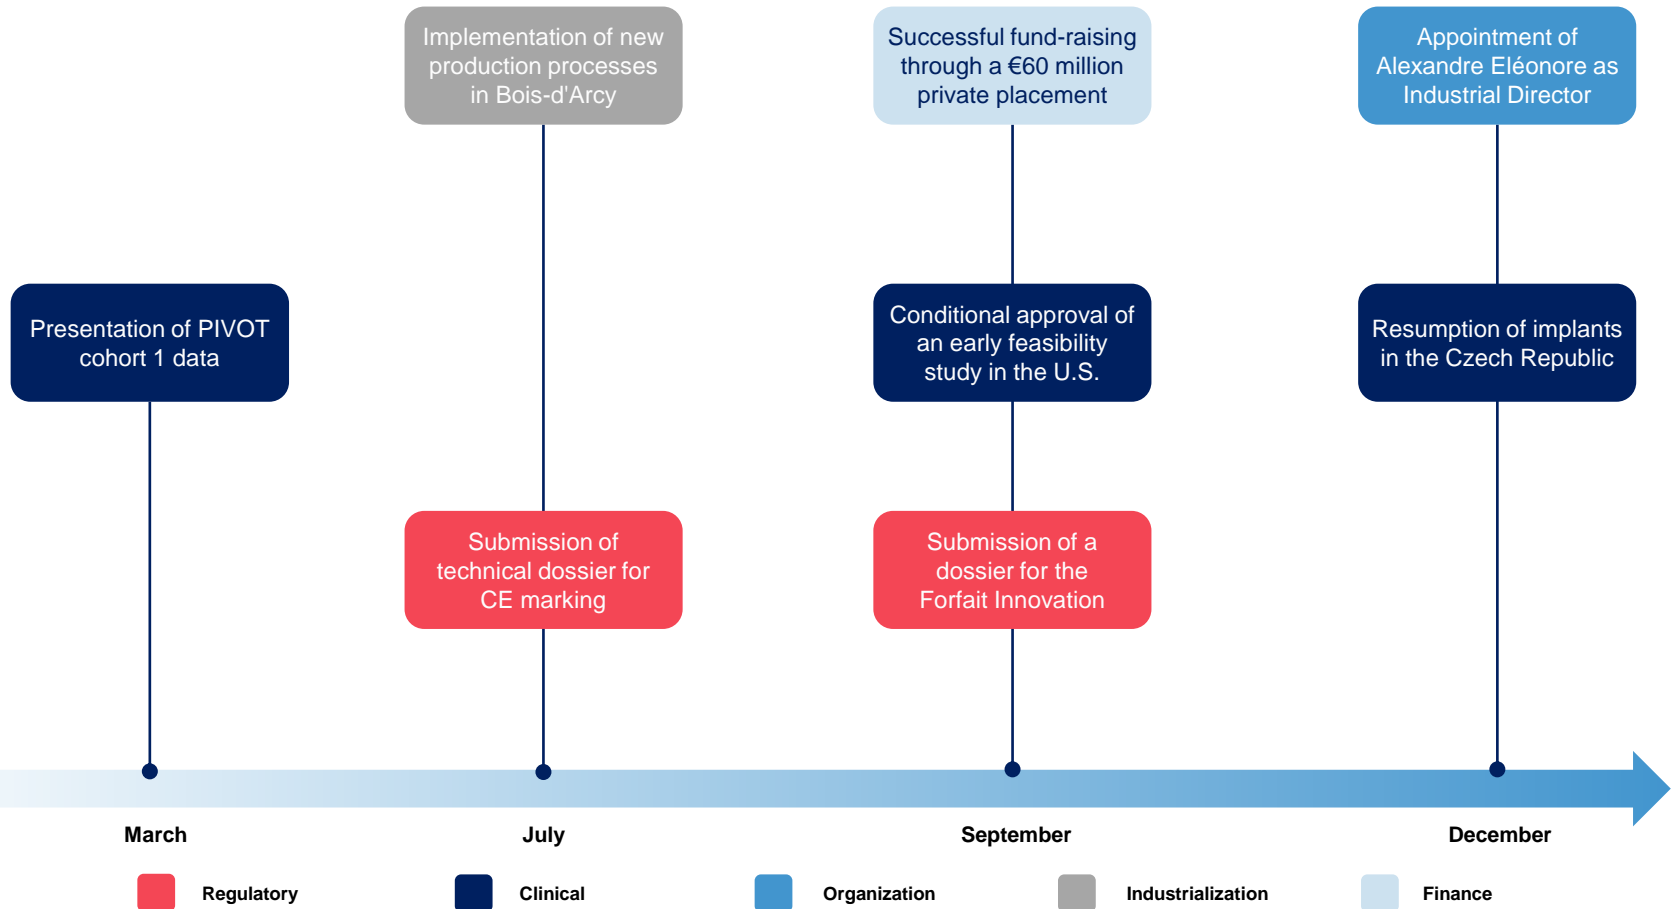 Implementation of new
production processes
in Bois-d'Arcy
Successful fund-raising
through a €60 million
private placement
Appointment of
Alexandre Eléonore as
Industrial Director
Presentation of PIVOT
cohort 1 data
Conditional approval of
an early feasibility
study in the U.S.
Resumption of implants
in the Czech Republic
Submission of
technical dossier for
CE marking
Submission of a
dossier for the
Forfait Innovation
March
July
September
December
Regulatory
Clinical
Organization
Industrialization
Finance